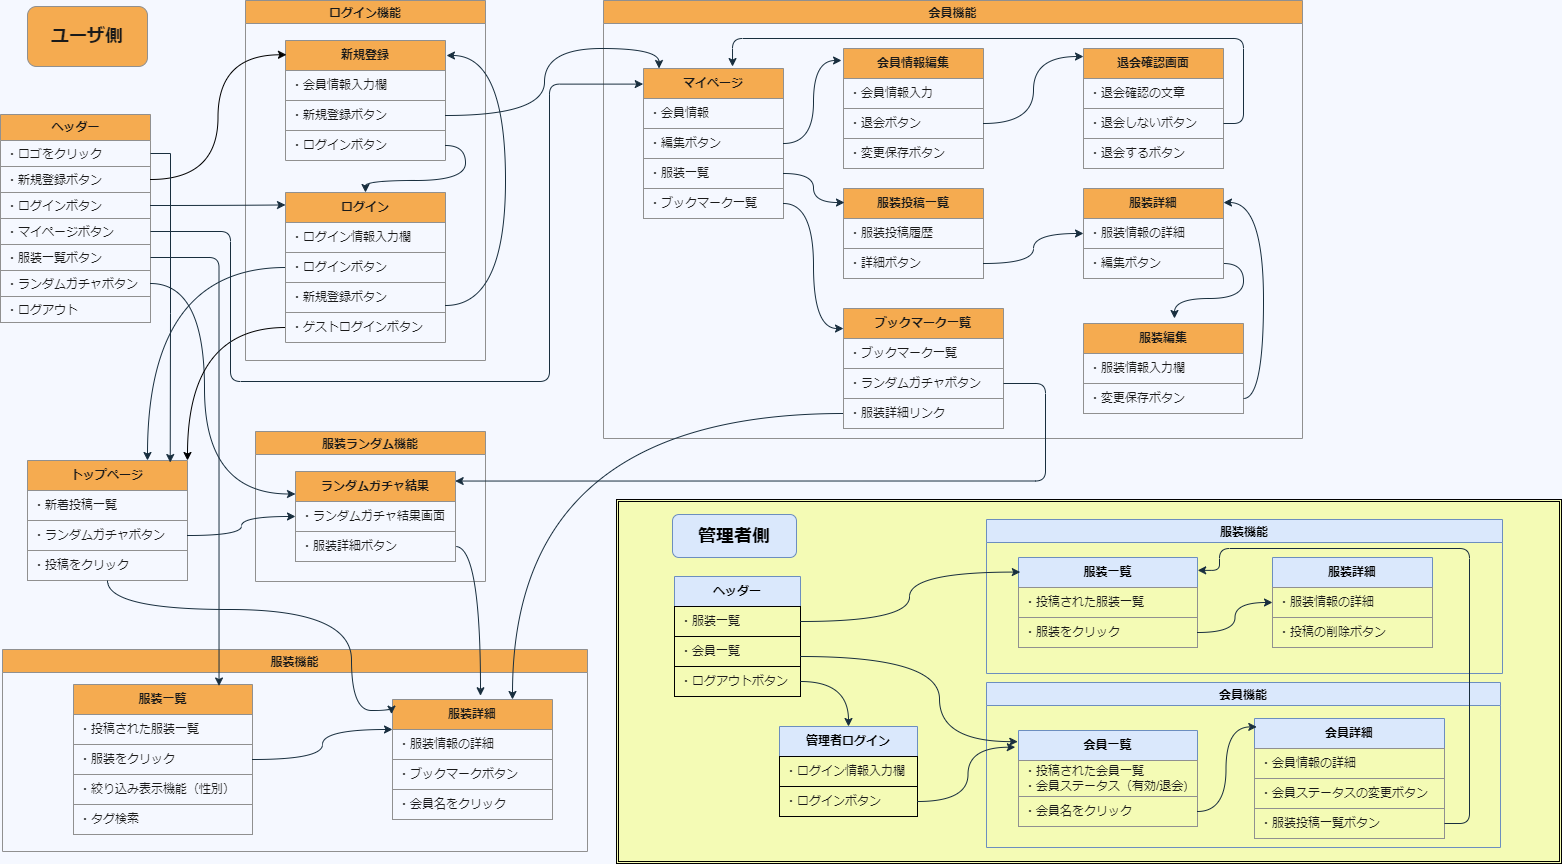 ユーザ側
ヘッダー
・ロゴをクリック
・新規登録ボタン
・ログインボタン
・マイページボタン
・服装一覧ボタン
・ランダムガチャボタン
・ログアウト
ログイン機能
新規登録
・会員情報入力欄
・新規登録ボタン
・ログインボタン
ログイン
・ログイン情報入力欄
・ログインボタン
・新規登録ボタン
・ゲストログインボタン
会員機能
マイページ
・会員情報
・編集ボタン
・服装一覧
・ブックマーク一覧
会員情報編集
・会員情報入力
・退会ボタン
・変更保存ボタン
退会確認画面
・退会確認の文章
・退会しないボタン
・退会するボタン
服装投稿一覧
・服装投稿履歴
・詳細ボタン
服装詳細
・服装情報の詳細
・編集ボタン
ブックマーク一覧
・ブックマーク一覧
・ランダムガチャボタン
・服装詳細リンク
服装編集
・服装情報入力欄
・変更保存ボタン
トップページ
・新着投稿一覧
・ランダムガチャボタン
・投稿をクリック
服装ランダム機能
ランダムガチャ結果
・ランダムガチャ結果画面
・服装詳細ボタン
服装機能
服装一覧
・投稿された服装一覧
・服装をクリック
・絞り込み表示機能（性別）
・タグ検索
服装詳細
・服装情報の詳細
・ブックマークボタン
・会員名をクリック
管理者側
ヘッダー
・服装一覧
・会員一覧
・ログアウトボタン
管理者ログイン
・ログイン情報入力欄
・ログインボタン
服装機能
服装一覧
・投稿された服装一覧
・服装をクリック
服装詳細
・服装情報の詳細
・投稿の削除ボタン
会員機能
会員一覧
・投稿された会員一覧
・会員ステータス（有効/退会)
・会員名をクリック
会員詳細
・会員情報の詳細
・会員ステータスの変更ボタン
・服装投稿一覧ボタン